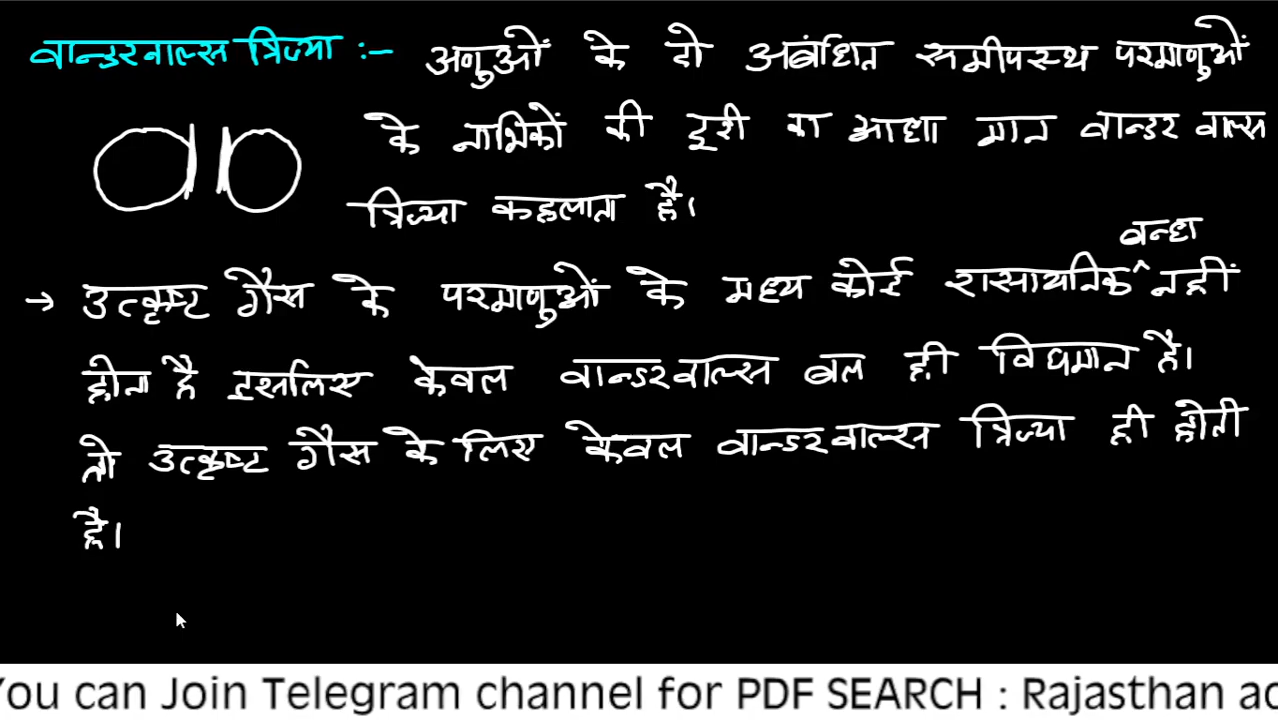 वान्डरवाल्स त्रिज्या :- अणुओं के दो अबंधित समीपस्थ परमाणुओं
के नाभिकों की दूरी का आधा मान वान्डर वाल्स
त्रिज्या कहलाता है।
बन्ध
→ उत्कृष्ट गैस के परमाणुओं के मध्य कोई रासायनिक^ नहीं
होता है इसलिए केवल वान्डरवाल्स बल ही विद्यमान है।
तो उत्कृष्ट गैस के लिए केवल वान्डरवाल्स त्रिज्या ही होती
है।
You can Join Telegram channel for PDF SEARCH : Rajasthan ac